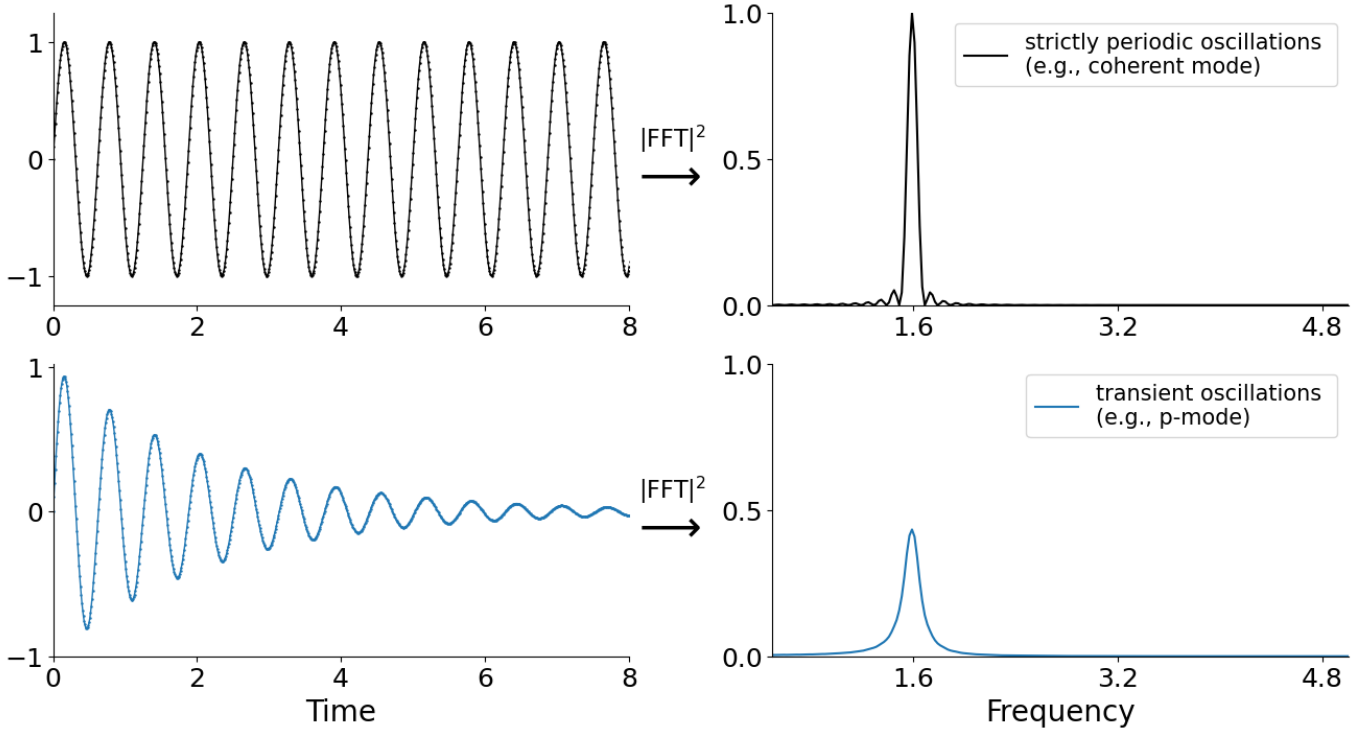 1
0
−1
0 2 4 6 8
|FFT|²
1.0
0.5
0.0
1.6 3.2 4.8
strictly periodic oscillations
(e.g., coherent mode)
1
0
−1
0 2 4 6 8
Time
|FFT|²
1.0
0.5
0.0
1.6 3.2 4.8
Frequency
transient oscillations
(e.g., p-mode)